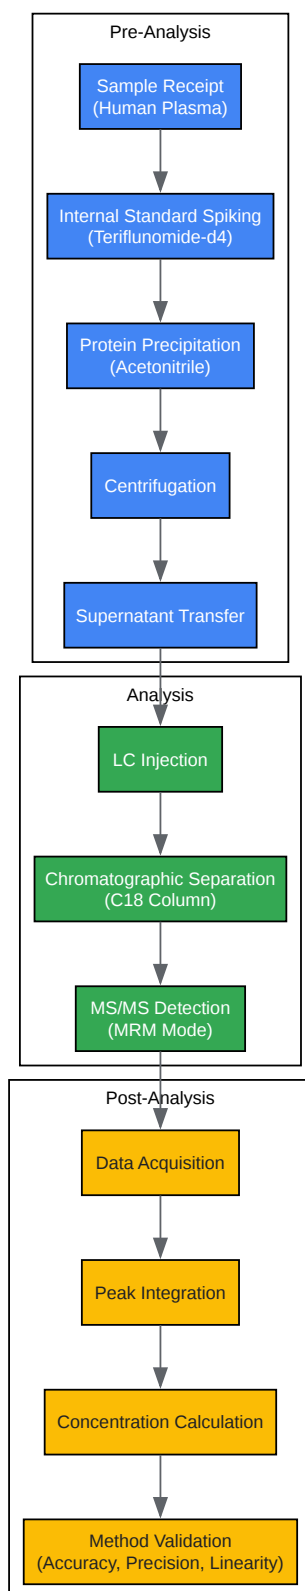 Pre-Analysis
Sample Receipt
(Human Plasma)
Internal Standard Spiking
(Teriflunomide-d4)
Protein Precipitation
(Acetonitrile)
Centrifugation
Supernatant Transfer
Analysis
LC Injection
Chromatographic Separation
(C18 Column)
MS/MS Detection
(MRM Mode)
Post-Analysis
Data Acquisition
Peak Integration
Concentration Calculation
Method Validation
(Accuracy, Precision, Linearity)